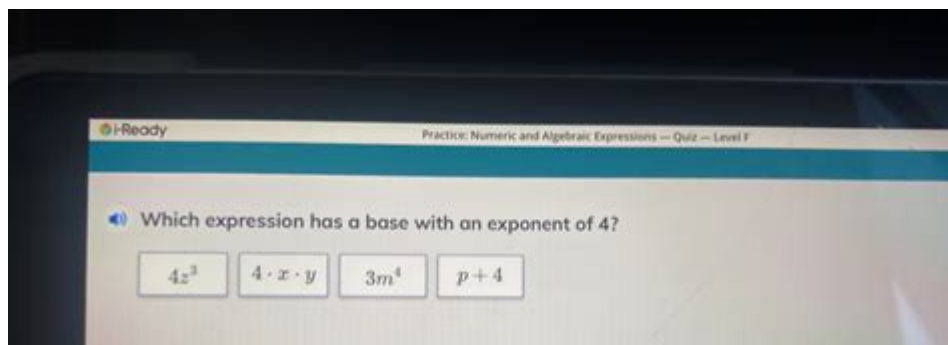 i-Ready
Practice: Numeric and Algebraic Expressions — Quiz — Level F
Which expression has a base with an exponent of 4?
4z³
4 · x · y
3m⁴
p + 4